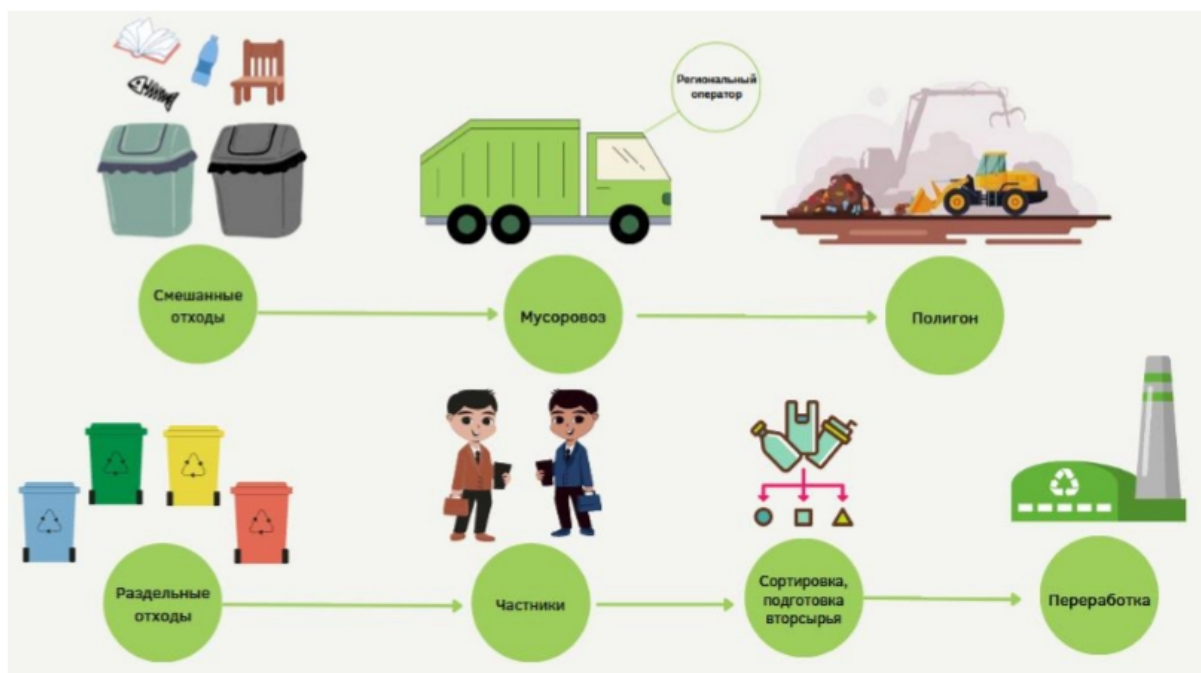 Региональный
оператор
Смешанные
отходы
Мусоровоз
Полигон
Раздельные
отходы
Частники
Сортировка,
подготовка
вторсырья
Переработка